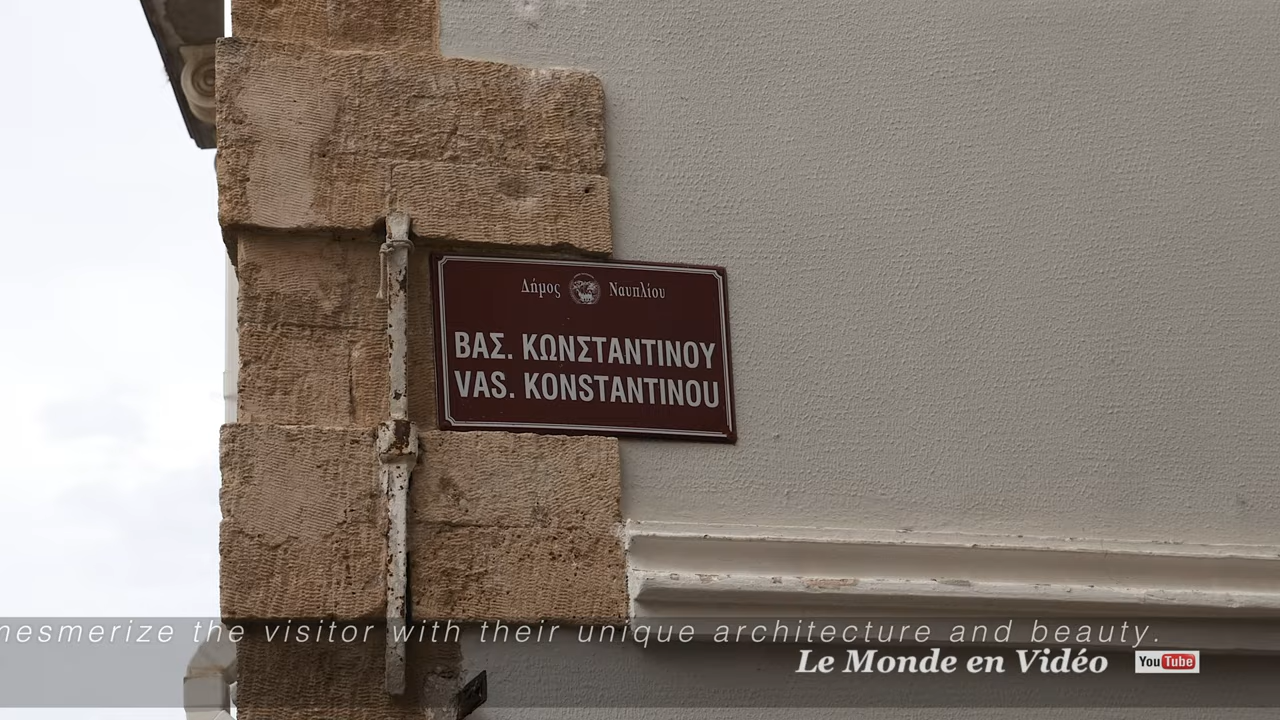 Δήμος Ναυπλίου
ΒΑΣ. ΚΩΝΣΤΑΝΤΙΝΟΥ
VAS. KONSTANTINOU
the visitor with their unique architecture and beauty.
Le Monde en Vidéo YouTube